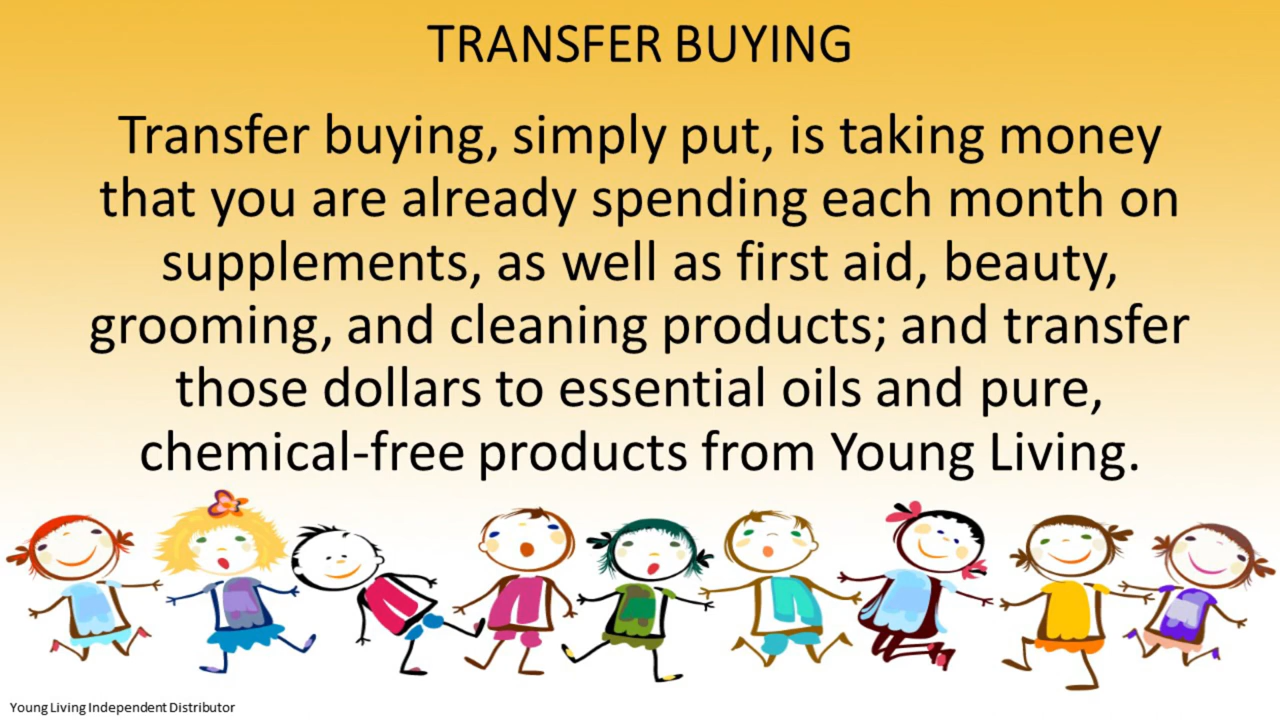 TRANSFER BUYING
Transfer buying, simply put, is taking money
that you are already spending each month on
supplements, as well as first aid, beauty,
grooming, and cleaning products; and transfer
those dollars to essential oils and pure,
chemical-free products from Young Living.
Young Living Independent Distributor